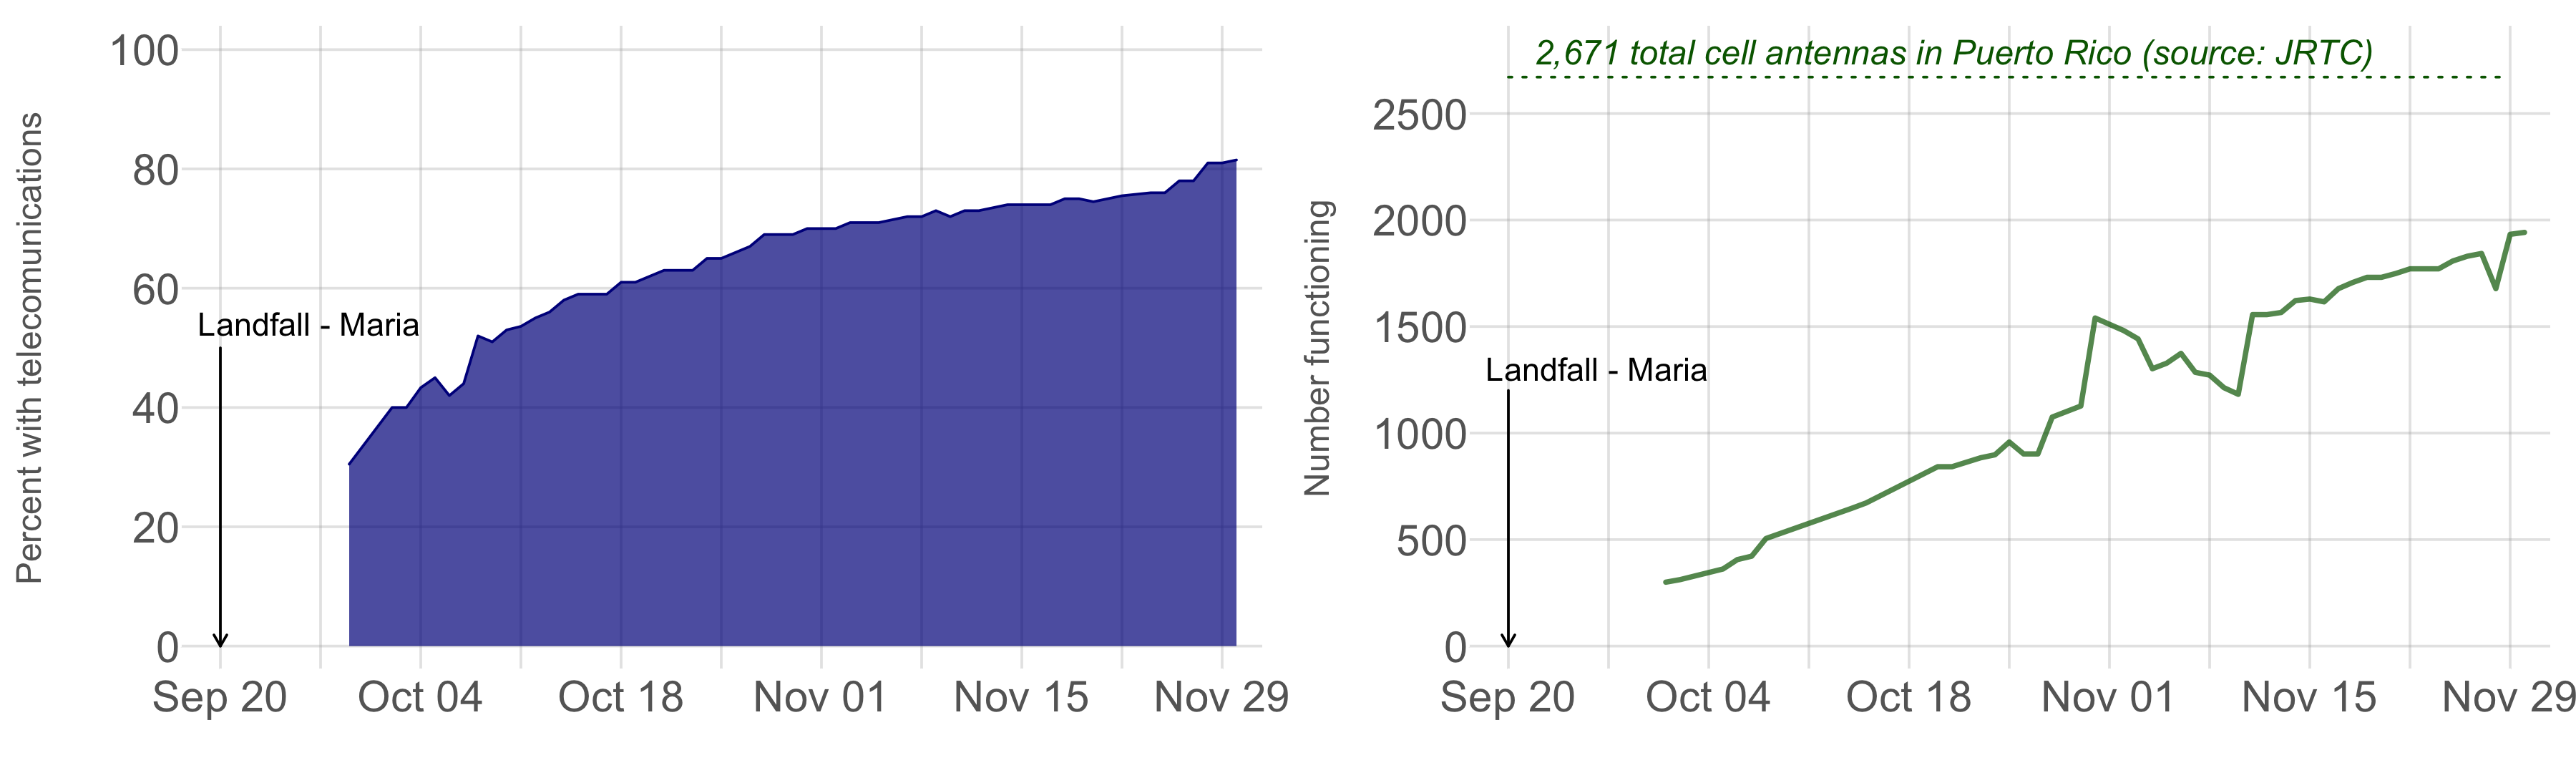 Percent with telecomunications
100
80
60
40
20
0
Landfall - Maria
Sep 20 Oct 04 Oct 18 Nov 01 Nov 15 Nov 29
Number functioning
2,671 total cell antennas in Puerto Rico (source: JRTC)
2500
2000
1500
1000
500
0
Landfall - Maria
Sep 20 Oct 04 Oct 18 Nov 01 Nov 15 Nov 29